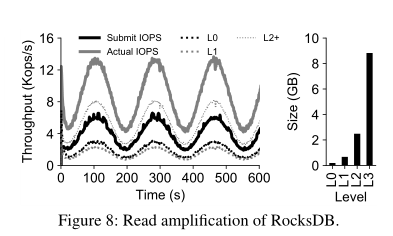 16
12
8
4
0
Throughput (Kops/s)
Submit IOPS
Actual IOPS
L0
L1
L2+
0 100 200 300 400 500 600
Time (s)
10
8
6
4
2
0
Size (GB)
L0
L1
L2
L3
Level
Figure 8: Read amplification of RocksDB.